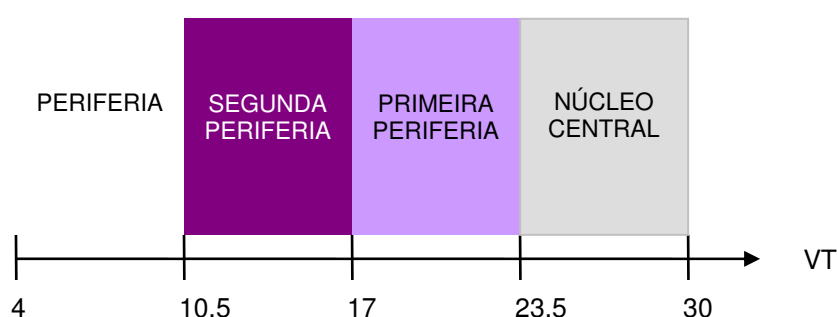 PERIFERIA
SEGUNDA
PERIFERIA
PRIMEIRA
PERIFERIA
NÚCLEO
CENTRAL
VT
4
10.5
17
23.5
30